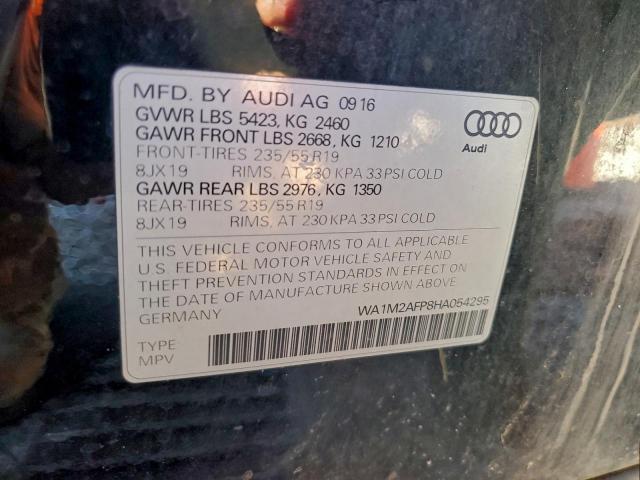 MFD. BY AUDI AG 09 16
GVWR LBS 5423, KG 2460
GAWR FRONT LBS 2668, KG 1210
FRONT-TIRES 235/55 R19
8JX19 RIMS, AT 230 KPA 33 PSI COLD
GAWR REAR LBS 2976, KG 1350
REAR-TIRES 235/55 R19
8JX19 RIMS, AT 230 KPA 33 PSI COLD
Audi
THIS VEHICLE CONFORMS TO ALL APPLICABLE
U.S. FEDERAL MOTOR VEHICLE SAFETY AND
THEFT PREVENTION STANDARDS IN EFFECT ON
THE DATE OF MANUFACTURE SHOWN ABOVE.
GERMANY WA1M2AFP8HA054295
TYPE
MPV